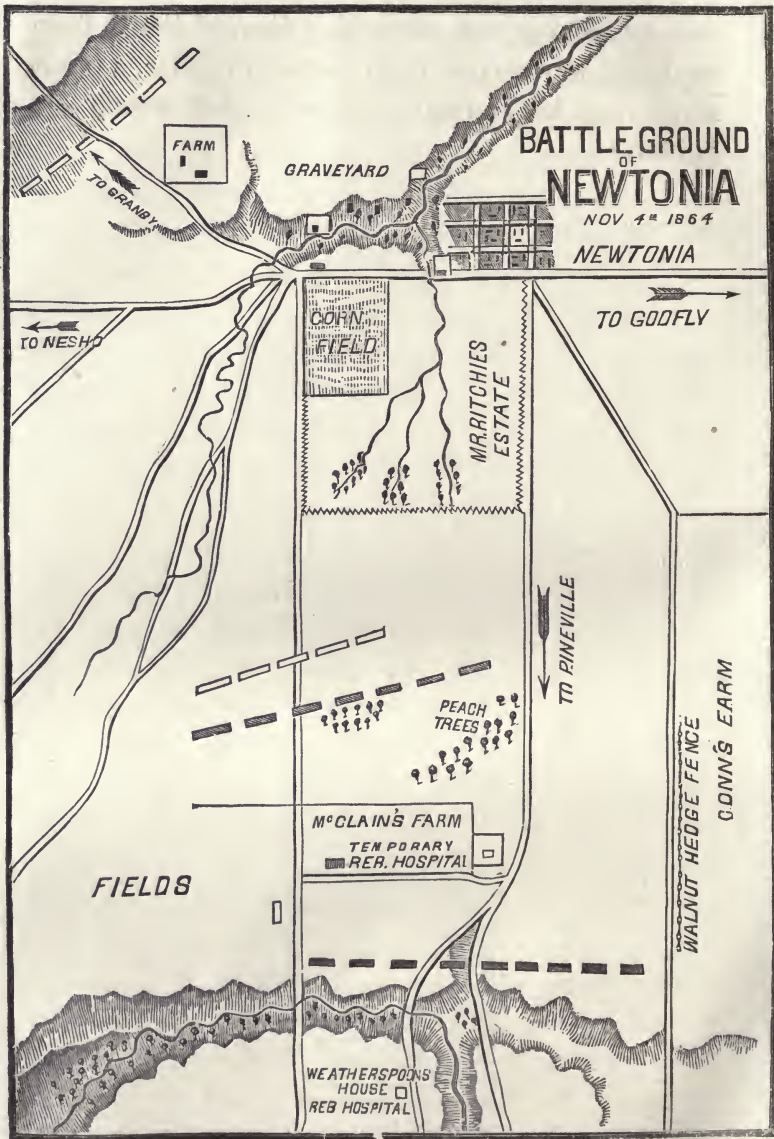 BATTLE GROUND
OF
NEWTONIA
NOV 4TH 1864
FARM
GRAVEYARD
TO GRANBY
NEWTONIA
TO NESHO
TO GODFLY
CORN
FIELD
MR. RITCHIES
ESTATE
TO PINEVILLE
PEACH
TREES
WALNUT HEDGE FENCE
CONN'S FARM
McCLAIN'S FARM
TEMPORARY
REB. HOSPITAL
FIELDS
WEATHERSPOONS'
HOUSE
REB HOSPITAL